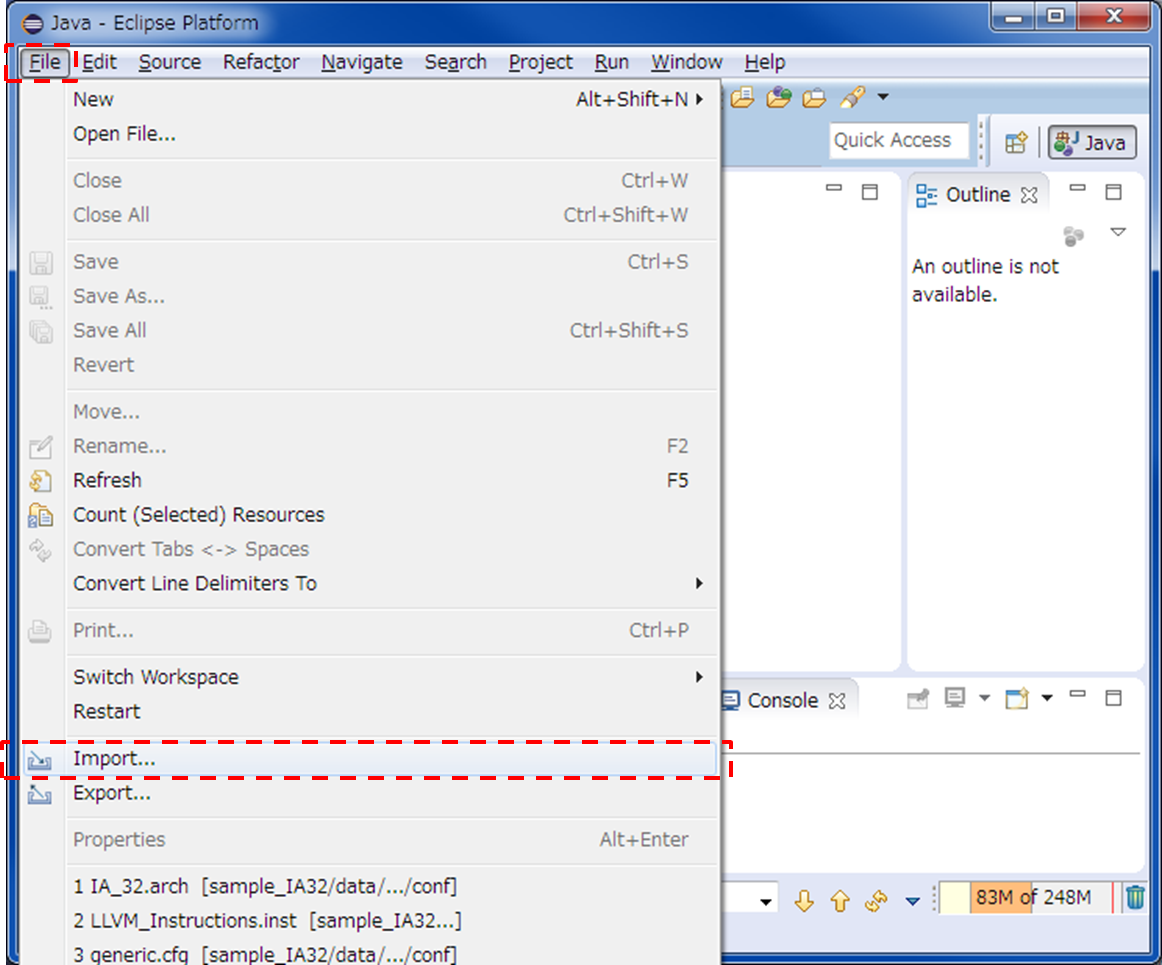 Java - Eclipse Platform
File Edit Source Refactor Navigate Search Project Run Window Help
New Alt+Shift+N
Open File...
Quick Access Java
Close Ctrl+W
Close All Ctrl+Shift+W
Outline
An outline is not
available.
Save Ctrl+S
Save As...
Save All Ctrl+Shift+S
Revert
Move...
Rename... F2
Refresh F5
Count (Selected) Resources
Convert Tabs <-> Spaces
Convert Line Delimiters To
Print... Ctrl+P
Switch Workspace
Restart
Console
Import...
Export...
Properties Alt+Enter
1 IA_32.arch [sample_IA32/data/.../conf]
2 LLVM_Instructions.inst [sample_IA32...]
3 generic.cfg [sample_IA32/data/.../conf]
83M of 248M